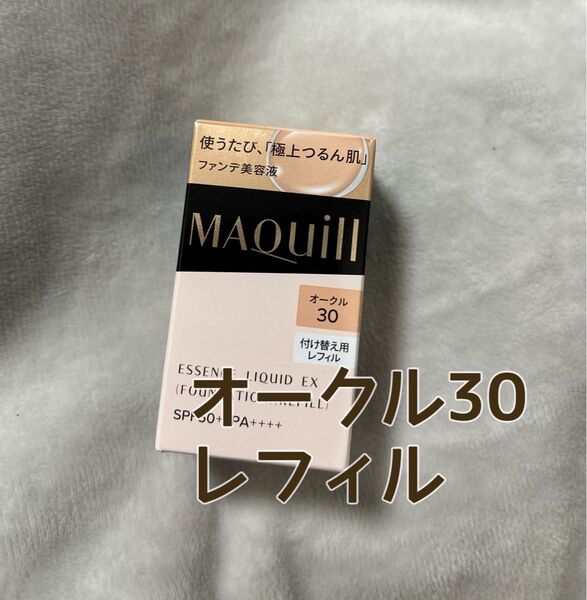 使うたび、「極上つるん肌」
ファンデ美容液
MAQuill
オークル
30
付け替え用
レフィル
ESSENCE LIQUID EX
PA++++
オークル30
レフィル